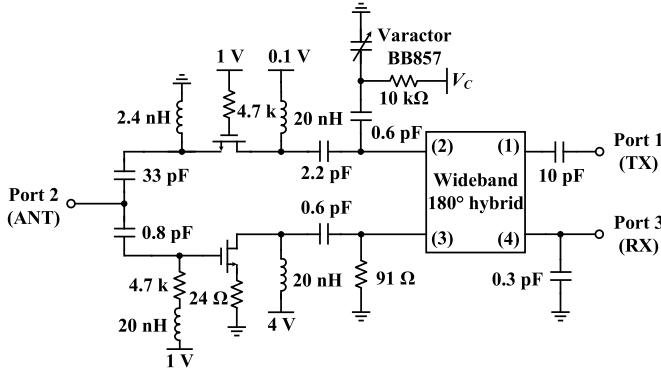 Varactor
BB857
1 V
0.1 V
10 kΩ
V_C
2.4 nH
4.7 k
20 nH
0.6 pF
33 pF
2.2 pF
(2)
(1)
Port 1
(TX)
10 pF
Wideband
180° hybrid
Port 2
(ANT)
0.8 pF
0.6 pF
(3)
(4)
Port 3
(RX)
4.7 k
24 Ω
20 nH
91 Ω
0.3 pF
20 nH
4 V
1 V